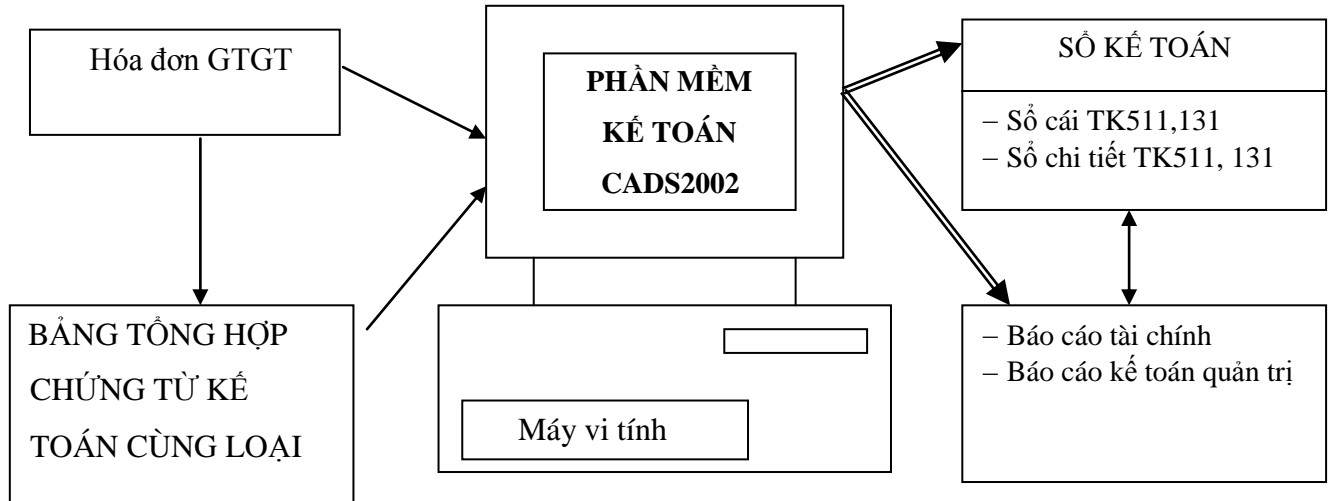 Hóa đơn GTGT
BẢNG TỔNG HỢP
CHỨNG TỪ KẾ
TOÁN CÙNG LOẠI
PHẦN MỀM
KẾ TOÁN
CADS2002
Máy vi tính
SỔ KẾ TOÁN
– Sổ cái TK511,131
– Sổ chi tiết TK511, 131
– Báo cáo tài chính
– Báo cáo kế toán quản trị